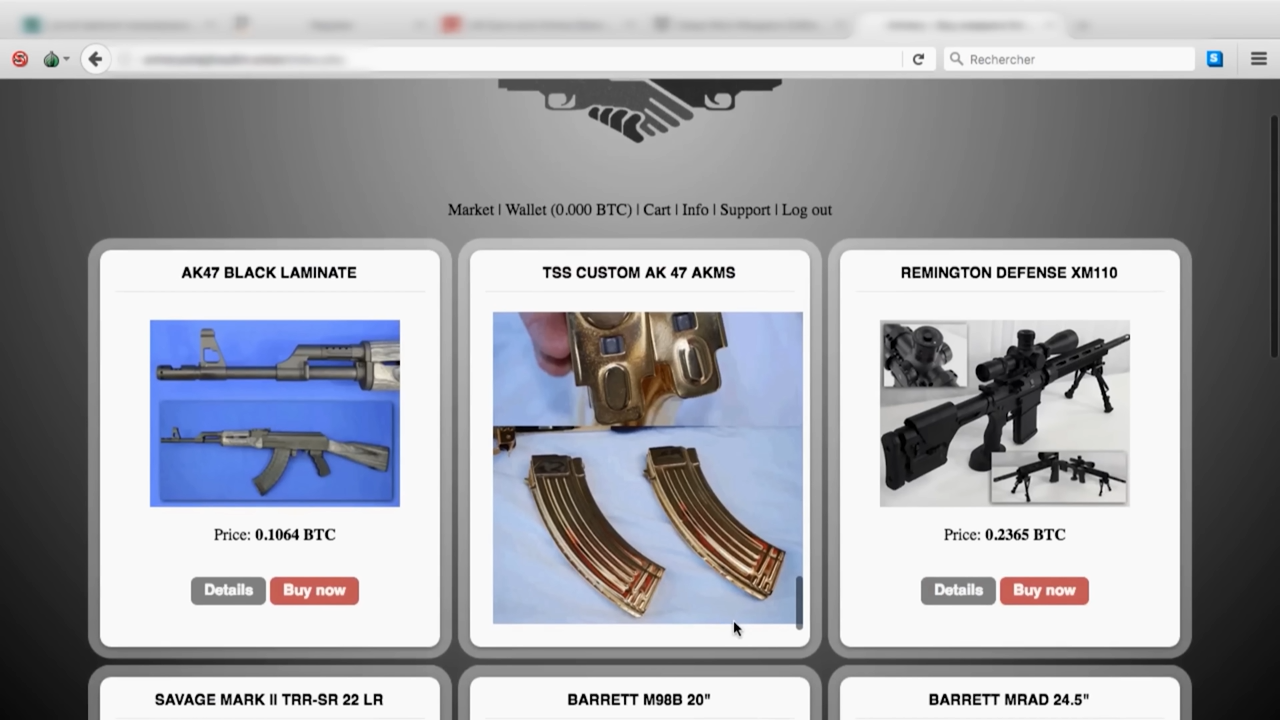 Rechercher
S
Market | Wallet (0.000 BTC) | Cart | Info | Support | Log out
AK47 BLACK LAMINATE
TSS CUSTOM AK 47 AKMS
REMINGTON DEFENSE XM110
Price: 0.1064 BTC
Price: 0.2365 BTC
Details Buy now
Details Buy now
SAVAGE MARK II TRR-SR 22 LR
BARRETT M98B 20"
BARRETT MRAD 24.5"